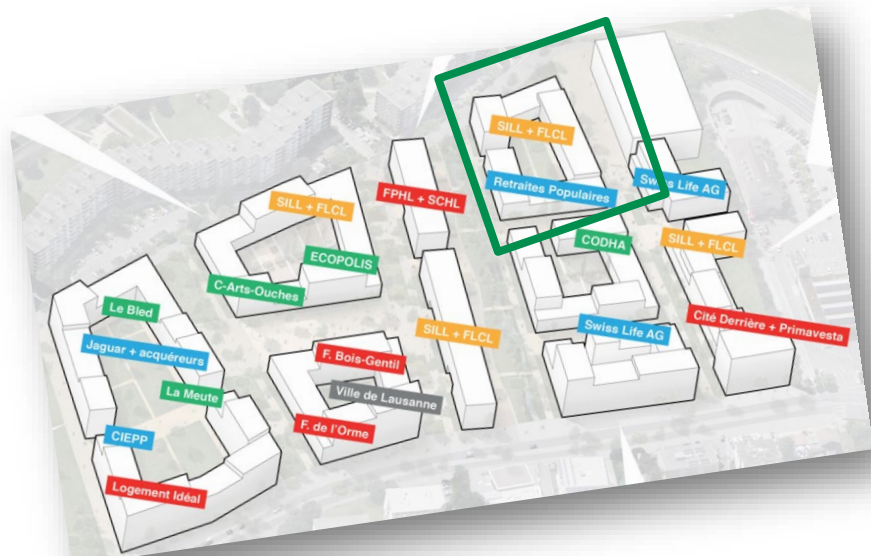 SILL + FLCL
Retraites Populaires
Swiss Life AG
FPHL + SCHL
SILL + FLCL
ECOPOLIS
C-Arts-Ouches
CODHA
SILL + FLCL
Le Bled
Jaguar + acquéreurs
La Meute
SILL + FLCL
Swiss Life AG
Cité Derrière + Primavesta
F. Bois-Gentil
Ville de Lausanne
F. de l'Orme
CIEPP
Logement Idéal